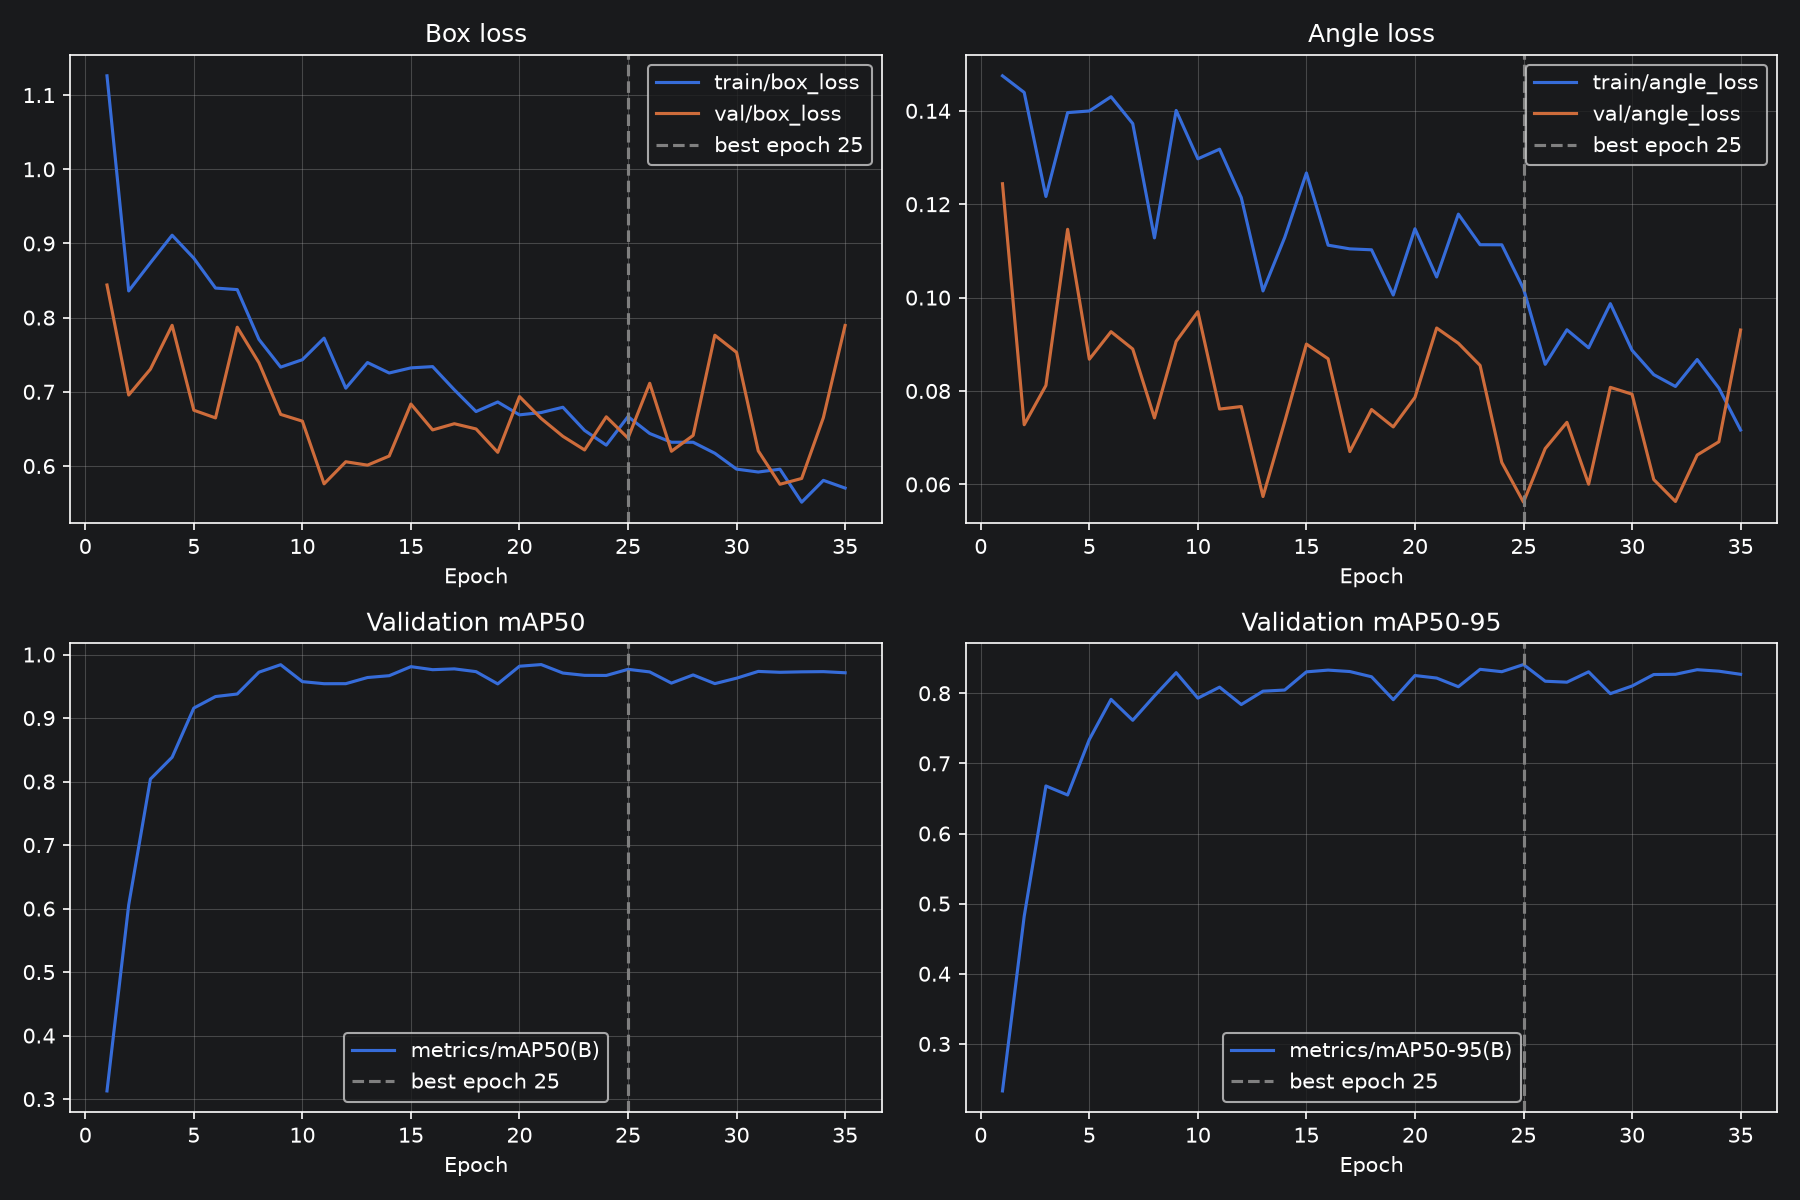 Box loss
1.1
1.0
0.9
0.8
0.7
0.6
train/box_loss
val/box_loss
best epoch 25
0 5 10 15 20 25 30 35
Epoch
Angle loss
0.14
0.12
0.10
0.08
0.06
train/angle_loss
val/angle_loss
best epoch 25
0 5 10 15 20 25 30 35
Epoch
Validation mAP50
1.0
0.9
0.8
0.7
0.6
0.5
0.4
0.3
metrics/mAP50(B)
best epoch 25
0 5 10 15 20 25 30 35
Epoch
Validation mAP50-95
0.8
0.7
0.6
0.5
0.4
0.3
metrics/mAP50-95(B)
best epoch 25
0 5 10 15 20 25 30 35
Epoch